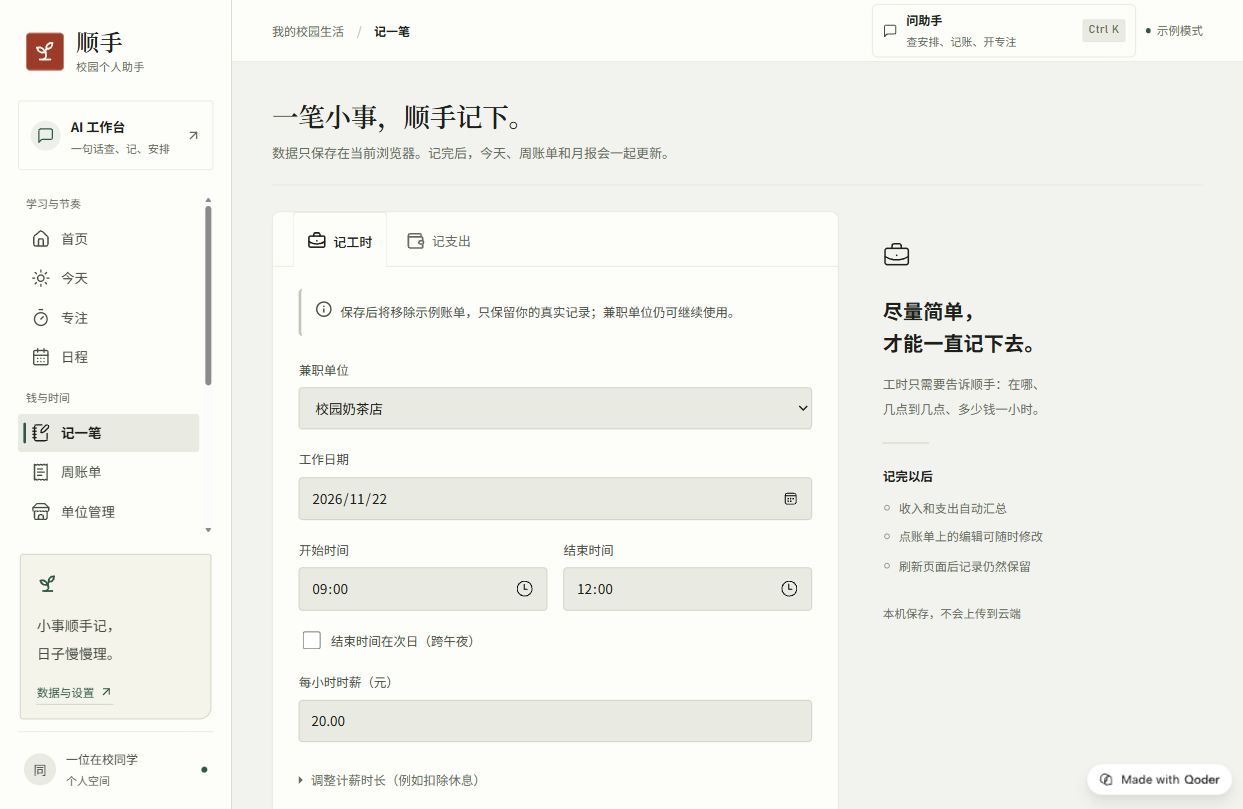 顺手
校园个人助手
AI 工作台
一句话查、记、安排
学习与节奏
首页
今天
专注
日程
钱与时间
记一笔
周账单
单位管理
小事顺手记，
日子慢慢理。
数据与设置
同
一位在校同学
个人空间
我的校园生活 / 记一笔
问助手
查安排、记账、开专注
Ctrl K
示例模式
一笔小事，顺手记下。
数据只保存在当前浏览器。记完后，今天、周账单和月报会一起更新。
记工时
记支出
保存后将移除示例账单，只保留你的真实记录；兼职单位仍可继续使用。
兼职单位
校园奶茶店
工作日期
2026/11/22
开始时间
结束时间
09:00
12:00
结束时间在次日（跨午夜）
每小时时薪（元）
20.00
调整计薪时长（例如扣除休息）
尽量简单，
才能一直记下去。
工时只需要告诉顺手：在哪、
几点到几点、多少钱一小时。
记完以后
收入和支出自动汇总
点账单上的编辑可随时修改
刷新页面后记录仍然保留
本机保存，不会上传到云端
Made with Qoder